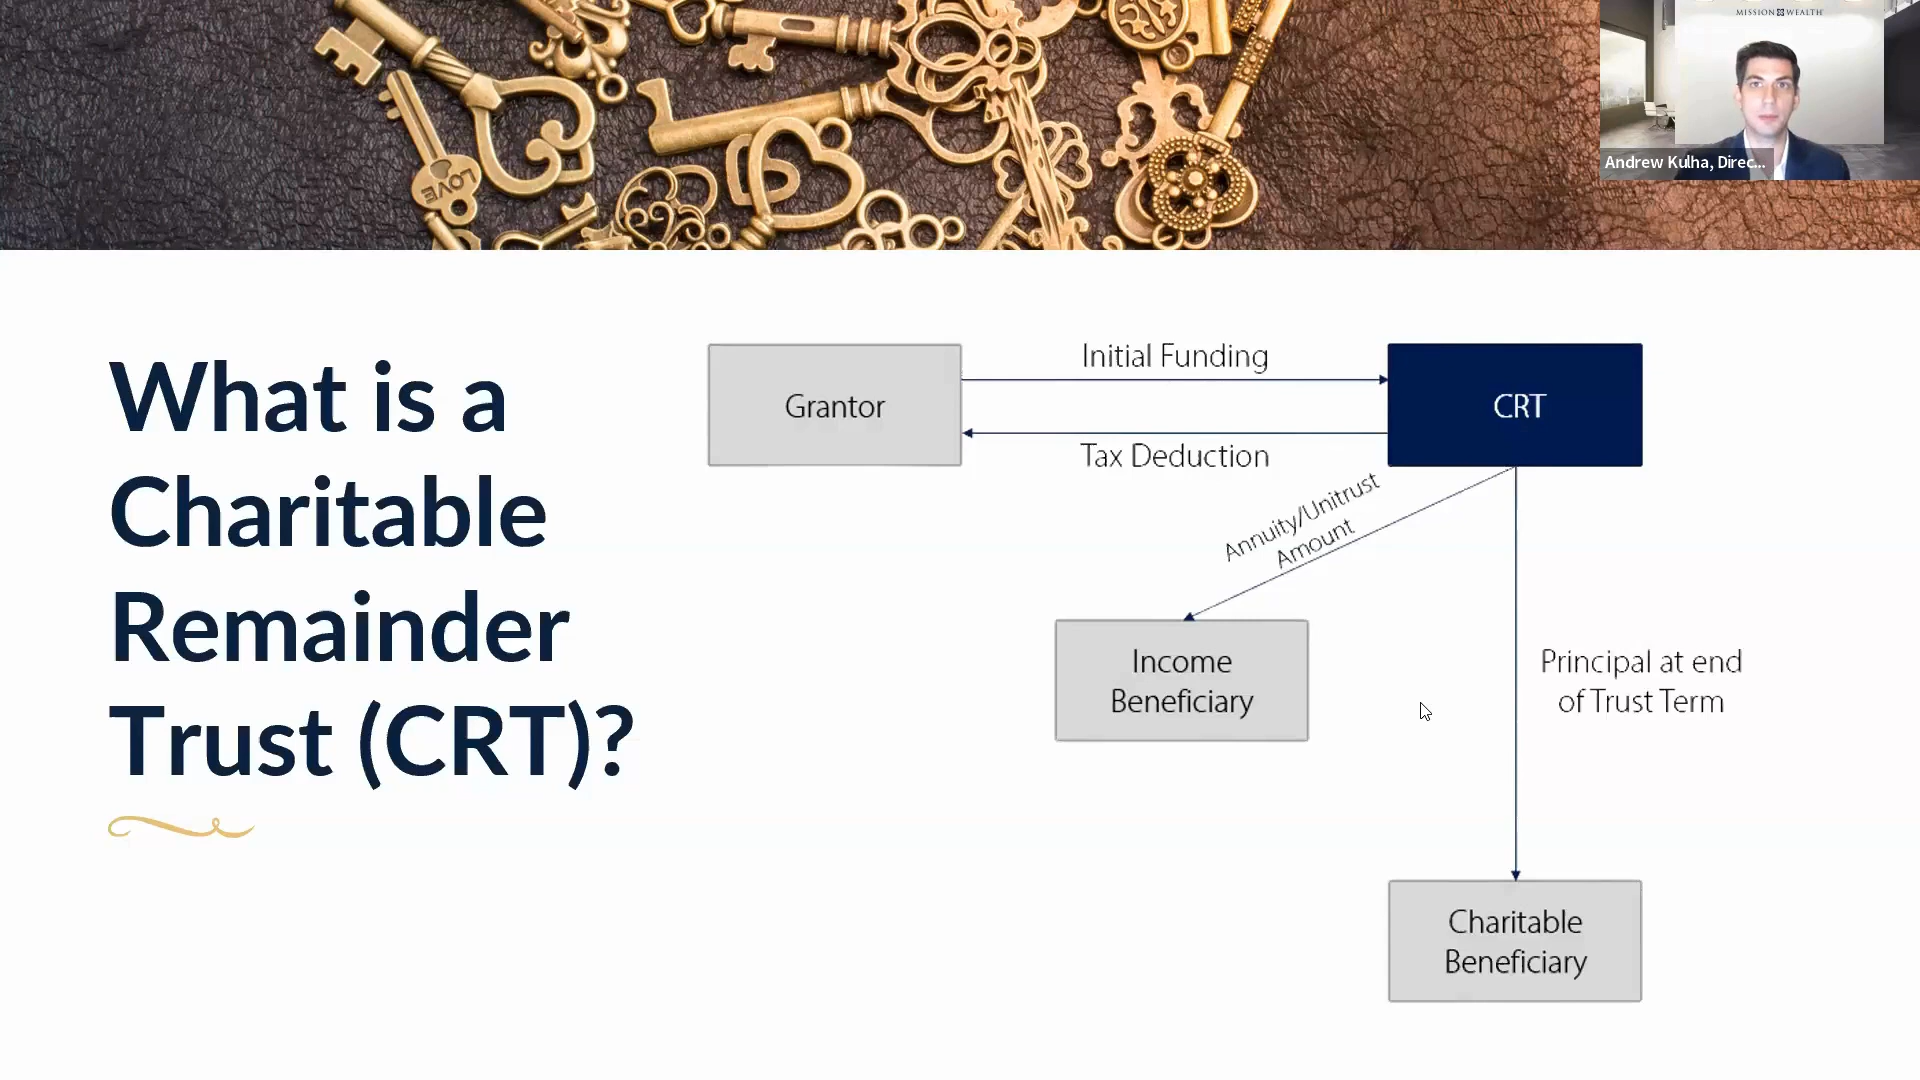 MISSION WEALTH
Andrew Kulha, Direc...
LOVE
What is a
Charitable
Remainder
Trust (CRT)?
Grantor
Initial Funding
Tax Deduction
CRT
Annuity/Unitrust
Amount
Income
Beneficiary
Principal at end
of Trust Term
Charitable
Beneficiary